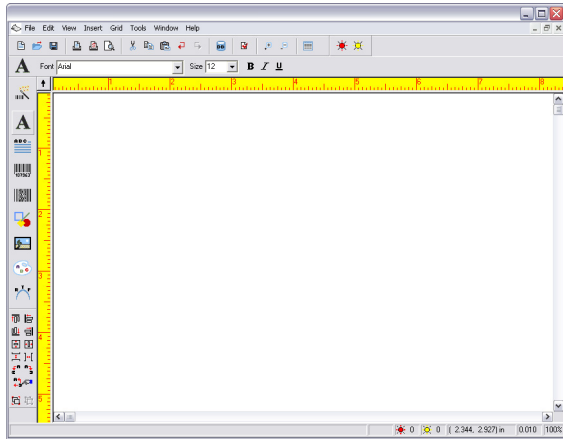 File Edit View Insert Grid Tools Window Help
A Font Arial Size 12 B I U
1 2 3 4 5 6 7 8
A
1
2
3
4
5
0 0 ( 2.344, 2.927) in 0.010 100%